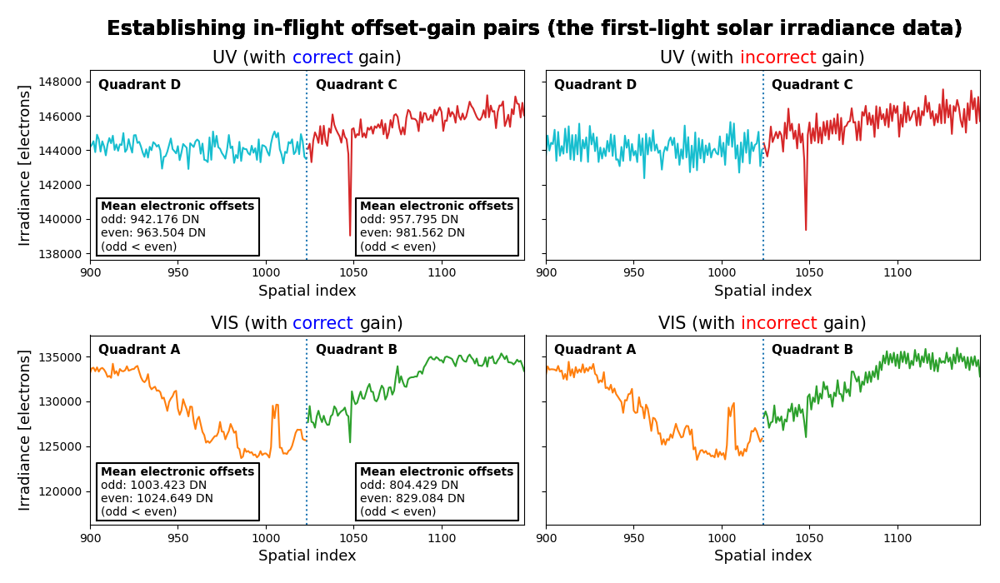 Establishing in-flight offset-gain pairs (the first-light solar irradiance data)
UV (with correct gain)
UV (with incorrect gain)
Irradiance [electrons]
148000
146000
144000
142000
140000
138000
Quadrant D
Quadrant C
Mean electronic offsets
odd: 942.176 DN
even: 963.504 DN
(odd < even)
Mean electronic offsets
odd: 957.795 DN
even: 981.562 DN
(odd < even)
900 950 1000 1050 1100
Spatial index
Quadrant D
Quadrant C
900 950 1000 1050 1100
Spatial index
VIS (with correct gain)
VIS (with incorrect gain)
Irradiance [electrons]
135000
130000
125000
120000
Quadrant A
Quadrant B
Mean electronic offsets
odd: 1003.423 DN
even: 1024.649 DN
(odd < even)
Mean electronic offsets
odd: 804.429 DN
even: 829.084 DN
(odd < even)
900 950 1000 1050 1100
Spatial index
Quadrant A
Quadrant B
900 950 1000 1050 1100
Spatial index